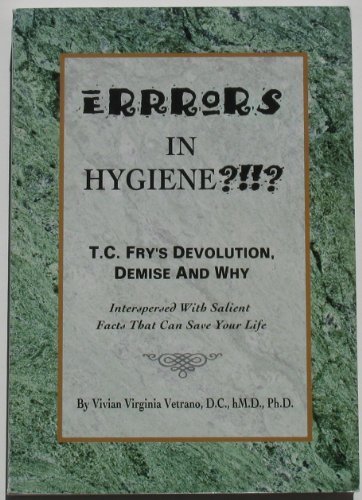 ERRRORS
IN
HYGIENE?!!?
T.C. FRY'S DEVOLUTION,
DEMISE AND WHY
Interspersed With Salient
Facts That Can Save Your Life
By Vivian Virginia Vetrano, D.C., hM.D., Ph.D.